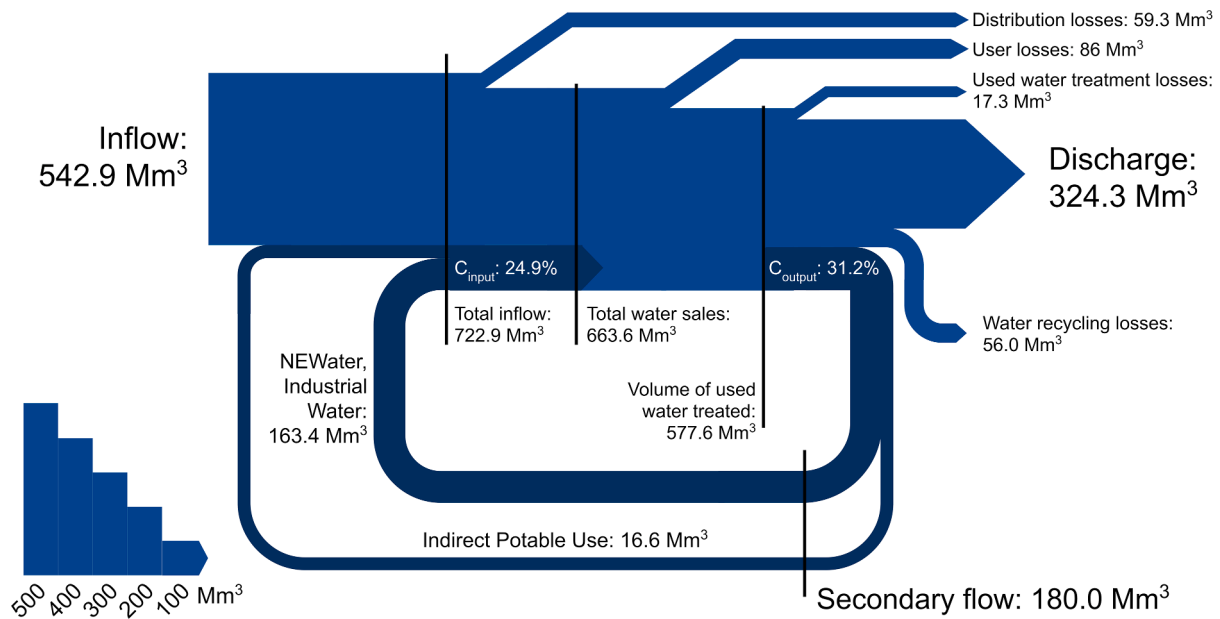 Distribution losses: 59.3 Mm³
User losses: 86 Mm³
Used water treatment losses:
17.3 Mm³
Inflow:
542.9 Mm³
Discharge:
324.3 Mm³
C_input: 24.9%
C_output: 31.2%
Total inflow:
722.9 Mm³
Total water sales:
663.6 Mm³
Water recycling losses:
56.0 Mm³
NEWater,
Industrial
Water:
163.4 Mm³
Volume of used
water treated:
577.6 Mm³
Indirect Potable Use: 16.6 Mm³
Secondary flow: 180.0 Mm³
500 400 300 200 100 Mm³